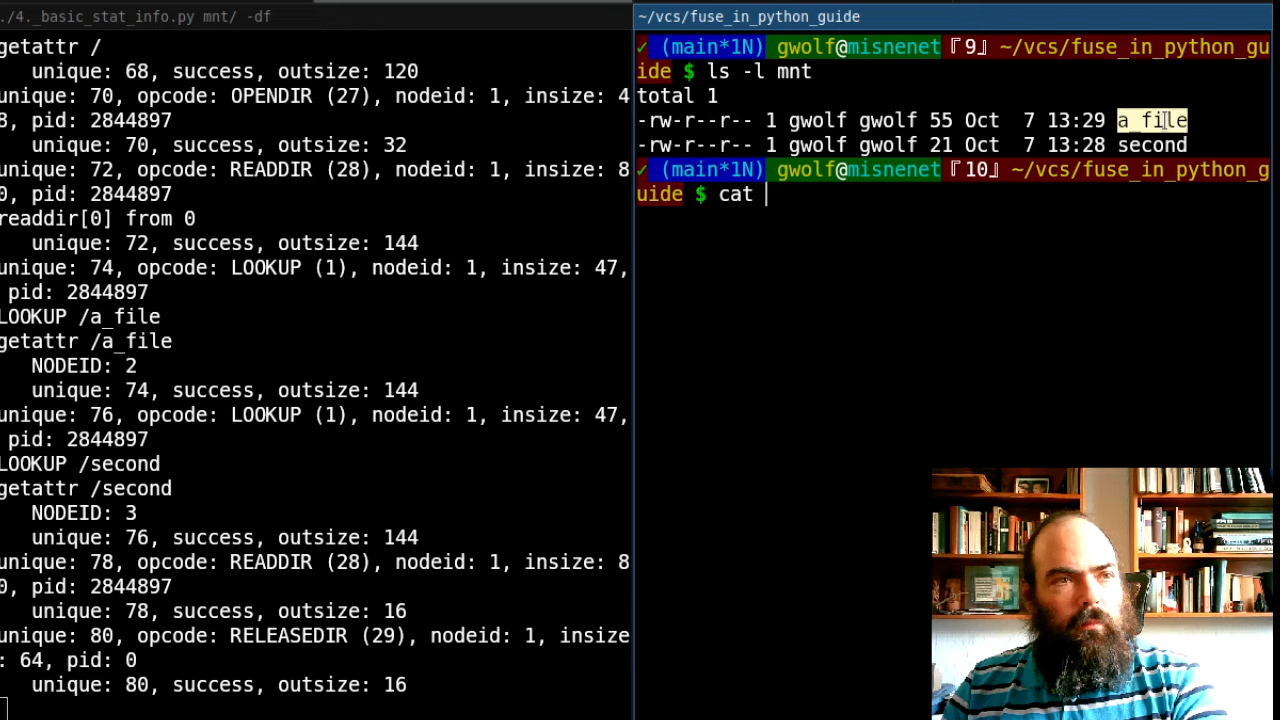 ./4._basic_stat_info.py mnt/ -df
getattr /
unique: 68, success, outsize: 120
unique: 70, opcode: OPENDIR (27), nodeid: 1, insize: 4
8, pid: 2844897
unique: 70, success, outsize: 32
unique: 72, opcode: READDIR (28), nodeid: 1, insize: 8
0, pid: 2844897
readdir[0] from 0
unique: 72, success, outsize: 144
unique: 74, opcode: LOOKUP (1), nodeid: 1, insize: 47,
pid: 2844897
LOOKUP /a_file
getattr /a_file
NODEID: 2
unique: 74, success, outsize: 144
unique: 76, opcode: LOOKUP (1), nodeid: 1, insize: 47,
pid: 2844897
LOOKUP /second
getattr /second
NODEID: 3
unique: 76, success, outsize: 144
unique: 78, opcode: READDIR (28), nodeid: 1, insize: 8
0, pid: 2844897
unique: 78, success, outsize: 16
unique: 80, opcode: RELEASEDIR (29), nodeid: 1, insize
: 64, pid: 0
unique: 80, success, outsize: 16
~/vcs/fuse_in_python_guide
✓ (main*1N) gwolf@misnenet『9』~/vcs/fuse_in_python_gu
ide $ ls -l mnt
total 1
-rw-r--r-- 1 gwolf gwolf 55 Oct  7 13:29 a_file
-rw-r--r-- 1 gwolf gwolf 21 Oct  7 13:28 second
✓ (main*1N) gwolf@misnenet『10』~/vcs/fuse_in_python_g
uide $ cat